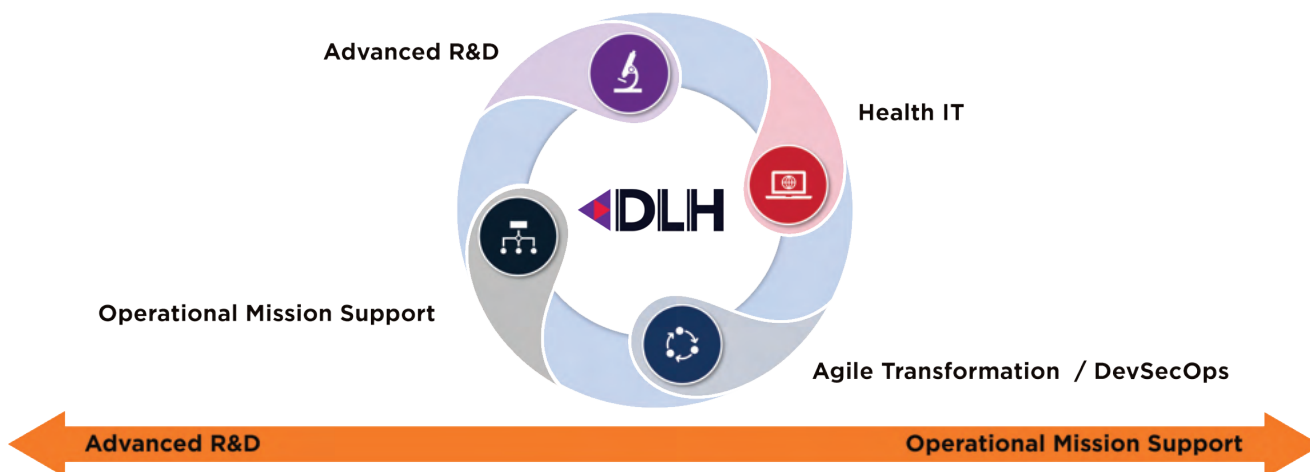 Advanced R&D
Health IT
DLH
Operational Mission Support
Agile Transformation / DevSecOps
Advanced R&D
Operational Mission Support